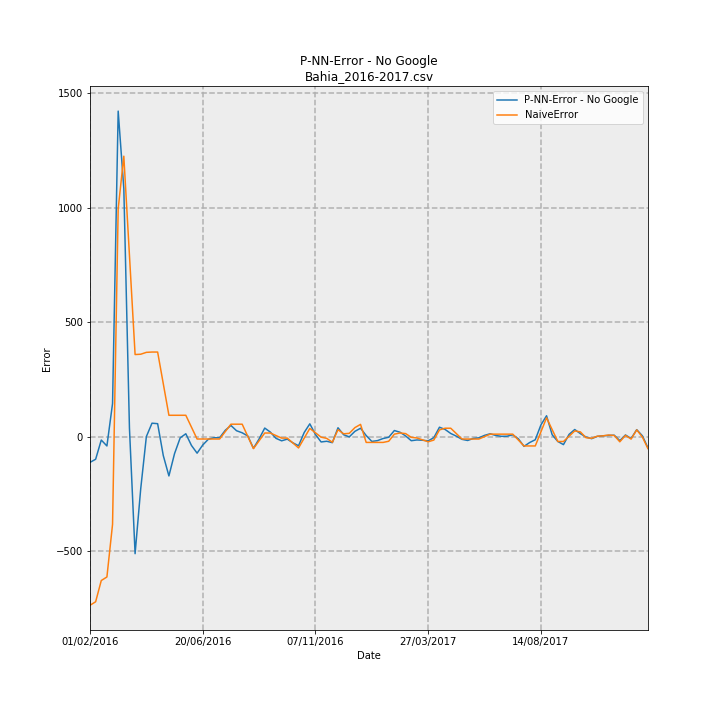 P-NN-Error - No Google
Bahia_2016-2017.csv
P-NN-Error - No Google
NaiveError
1500
1000
500
0
−500
Error
01/02/2016
20/06/2016
07/11/2016
27/03/2017
14/08/2017
Date